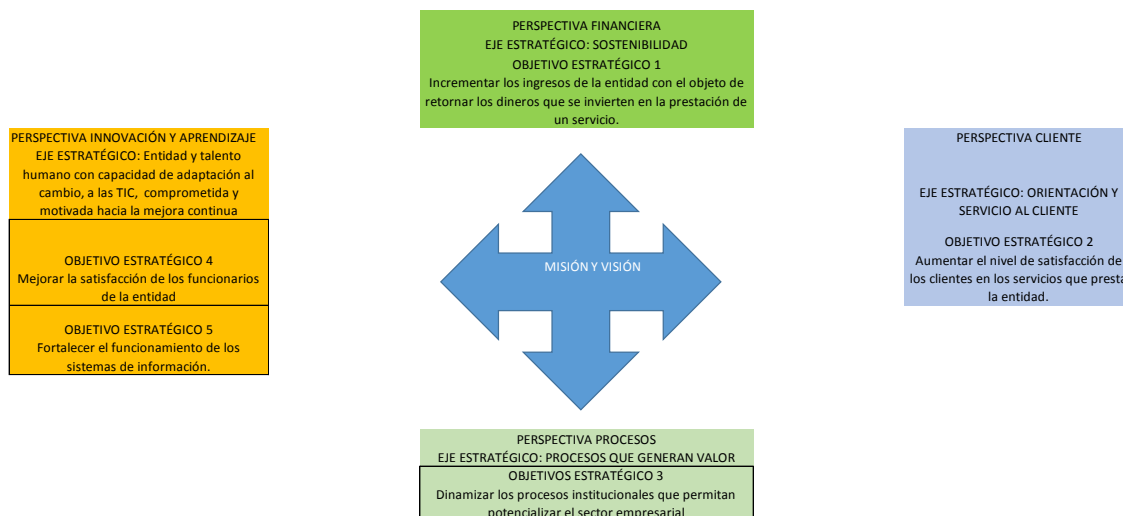 PERSPECTIVA FINANCIERA
EJE ESTRATÉGICO: SOSTENIBILIDAD
OBJETIVO ESTRATÉGICO 1
Incrementar los ingresos de la entidad con el objeto de
retornar los dineros que se invierten en la prestación de
un servicio.
PERSPECTIVA INNOVACIÓN Y APRENDIZAJE
EJE ESTRATÉGICO: Entidad y talento
humano con capacidad de adaptación al
cambio, a las TIC, comprometida y
motivada hacia la mejora continua
OBJETIVO ESTRATÉGICO 4
Mejorar la satisfacción de los funcionarios
de la entidad
OBJETIVO ESTRATÉGICO 5
Fortalecer el funcionamiento de los
sistemas de información.
MISIÓN Y VISIÓN
PERSPECTIVA CLIENTE
EJE ESTRATÉGICO: ORIENTACIÓN Y
SERVICIO AL CLIENTE
OBJETIVO ESTRATÉGICO 2
Aumentar el nivel de satisfacción de
los clientes en los servicios que presta
la entidad.
PERSPECTIVA PROCESOS
EJE ESTRATÉGICO: PROCESOS QUE GENERAN VALOR
OBJETIVOS ESTRATÉGICO 3
Dinamizar los procesos institucionales que permitan
potencializar el sector empresarial